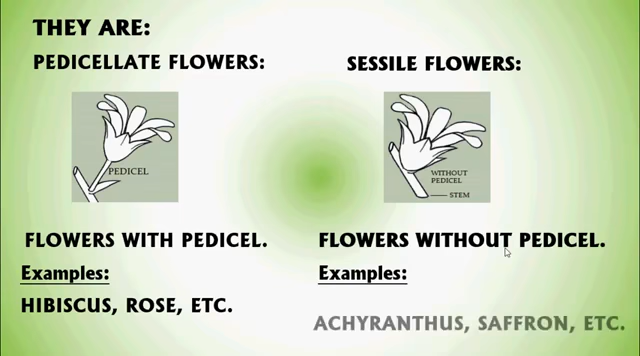 THEY ARE:
PEDICELLATE FLOWERS:
PEDICEL
FLOWERS WITH PEDICEL.
Examples:
HIBISCUS, ROSE, ETC.
SESSILE FLOWERS:
WITHOUT
PEDICEL
STEM
FLOWERS WITHOUT PEDICEL.
Examples:
ACHYRANTHUS, SAFFRON, ETC.